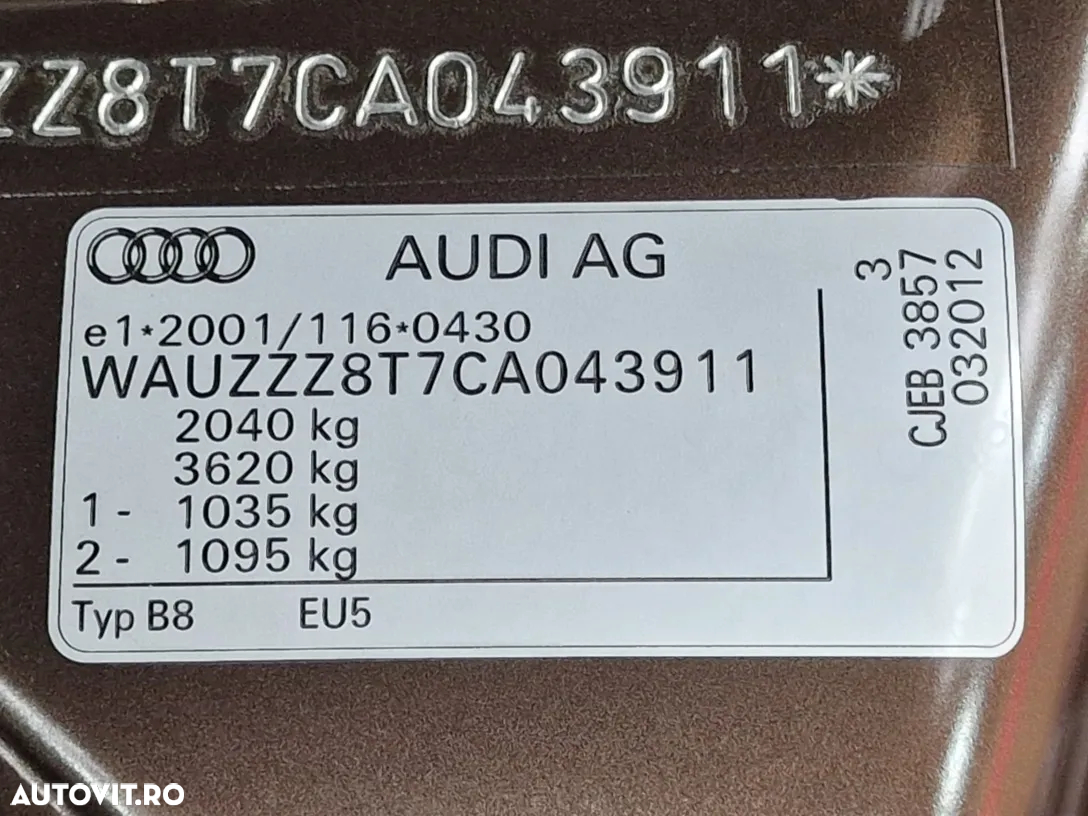 ZZ8T7CA043911*
AUDI AG
e1*2001/116*0430
WAUZZZ8T7CA043911
2040 kg
3620 kg
1- 1035 kg
2- 1095 kg
Typ B8 EU5
3
CJEB 3857
032012
AUTOVIT.RO